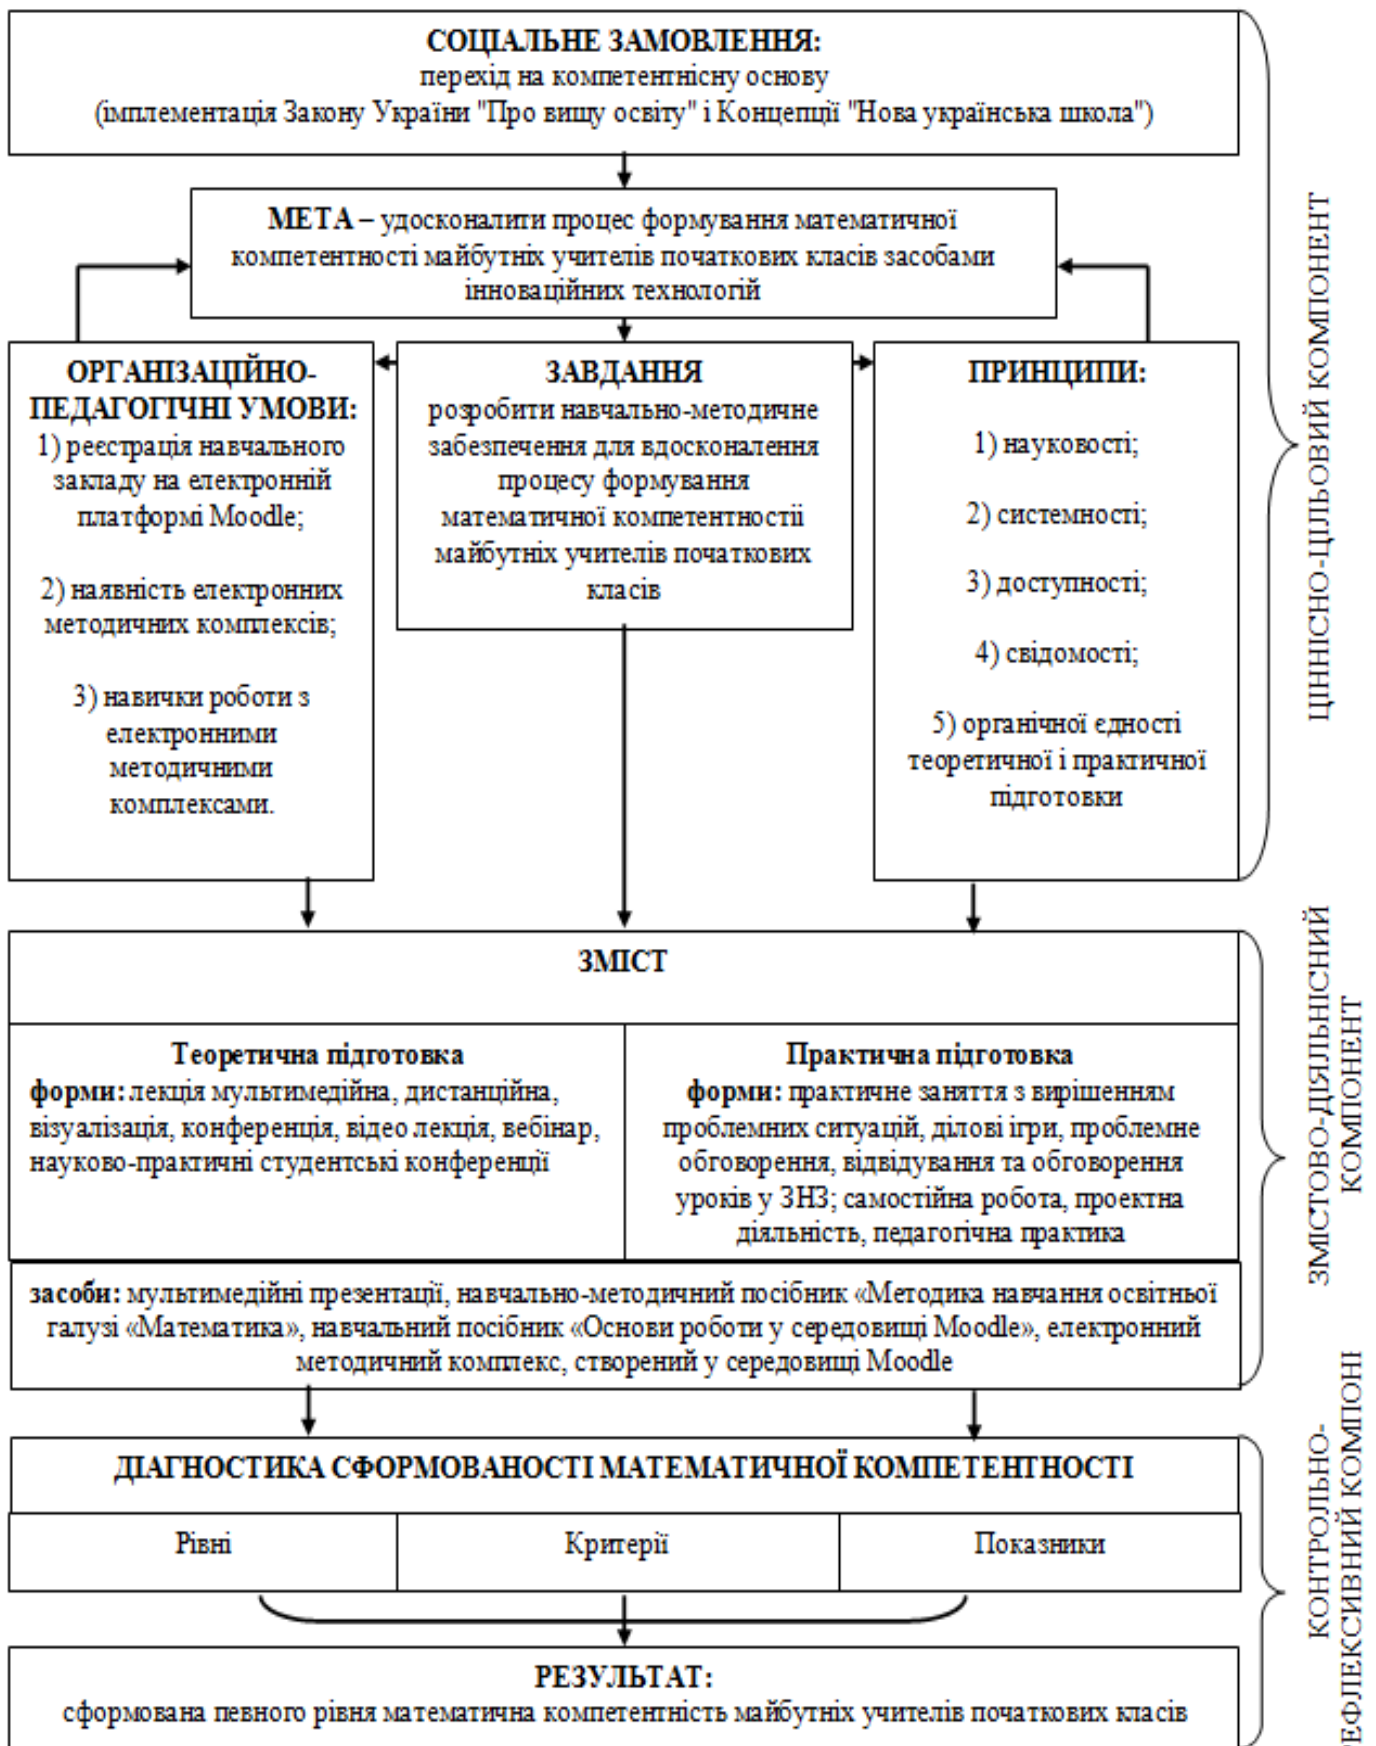 СОЦІАЛЬНЕ ЗАМОВЛЕННЯ:
перехід на компетентнісну основу
(імплементація Закону України "Про вищу освіту" і Концепції "Нова українська школа")
МЕТА – удосконалити процес формування математичної
компетентності майбутніх учителів початкових класів засобами
інноваційних технологій
ОРГАНІЗАЦІЙНО-
ПЕДАГОГІЧНІ УМОВИ:
1) реєстрація навчального
закладу на електронній
платформі Moodle;
2) наявність електронних
методичних комплексів;
3) навички роботи з
електронними
методичними
комплексами.
ЗАВДАННЯ
розробити навчально-методичне
забезпечення для вдосконалення
процесу формування
математичної компетентностіі
майбутніх учителів початкових
класів
ПРИНЦИПИ:
1) науковості;
2) системності;
3) доступності;
4) свідомості;
5) органічної єдності
теоретичної і практичної
підготовки
ЦІННІСНО-ЦІЛЬОВИЙ КОМПОНЕНТ
ЗМІСТ
Теоретична підготовка
форми: лекція мультимедійна, дистанційна,
візуалізація, конференція, відео лекція, вебінар,
науково-практичні студентські конференції
Практична підготовка
форми: практичне заняття з вирішенням
проблемних ситуацій, ділові ігри, проблемне
обговорення, відвідування та обговорення
уроків у ЗНЗ; самостійна робота, проектна
діяльність, педагогічна практика
засоби: мультимедійні презентації, навчально-методичний посібник «Методика навчання освітньої
галузі «Математика», навчальний посібник «Основи роботи у середовищі Moodle», електронний
методичний комплекс, створений у середовищі Moodle
ЗМІСТОВО-ДІЯЛЬНІСНИЙ
КОМПОНЕНТ
ДІАГНОСТИКА СФОРМОВАНОСТІ МАТЕМАТИЧНОЇ КОМПЕТЕНТНОСТІ
Рівні
Критерії
Показники
РЕЗУЛЬТАТ:
сформована певного рівня математична компетентність майбутніх учителів початкових класів
КОНТРОЛЬНО-
ЕФЛЕКСИВНИЙ КОМПОНІ